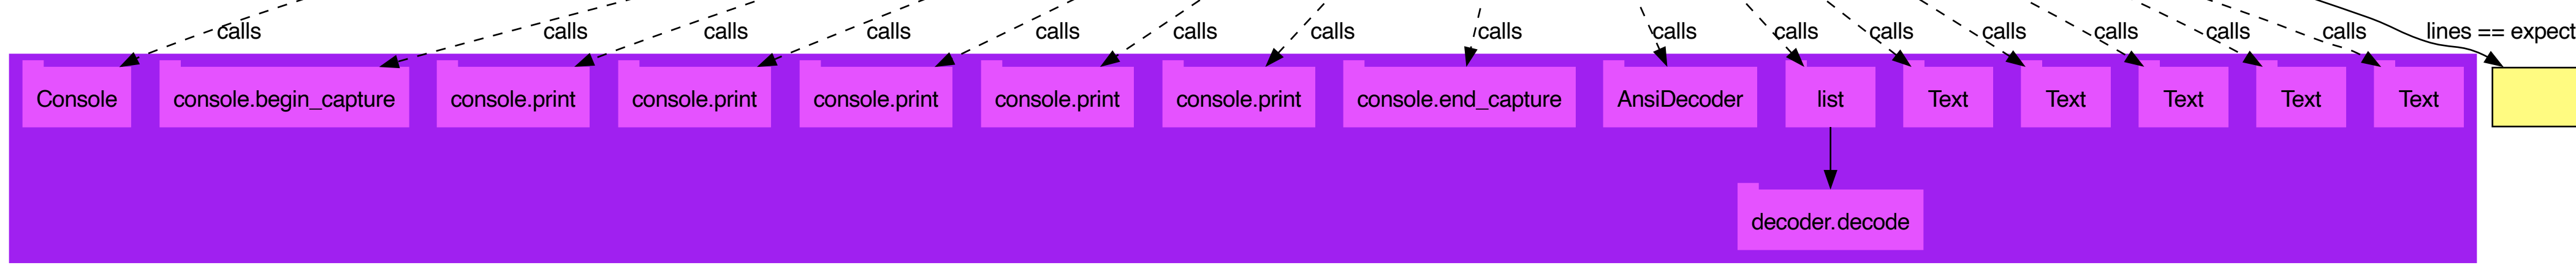 calls calls calls calls calls calls calls calls calls calls calls calls calls calls calls lines == expect
Console console.begin_capture console.print console.print console.print console.print console.print console.end_capture AnsiDecoder list Text Text Text Text Text
decoder.decode